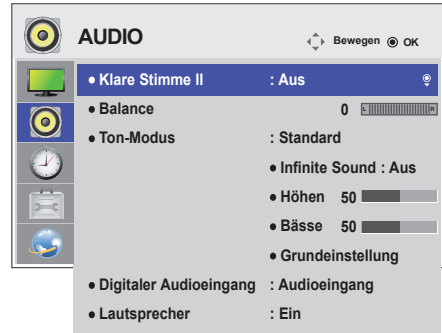 AUDIO
Bewegen OK
• Klare Stimme II : Aus
• Balance 0 L R
• Ton-Modus : Standard
• Infinite Sound : Aus
• Höhen 50
• Bässe 50
• Grundeinstellung
• Digitaler Audioeingang : Audioeingang
• Lautsprecher : Ein